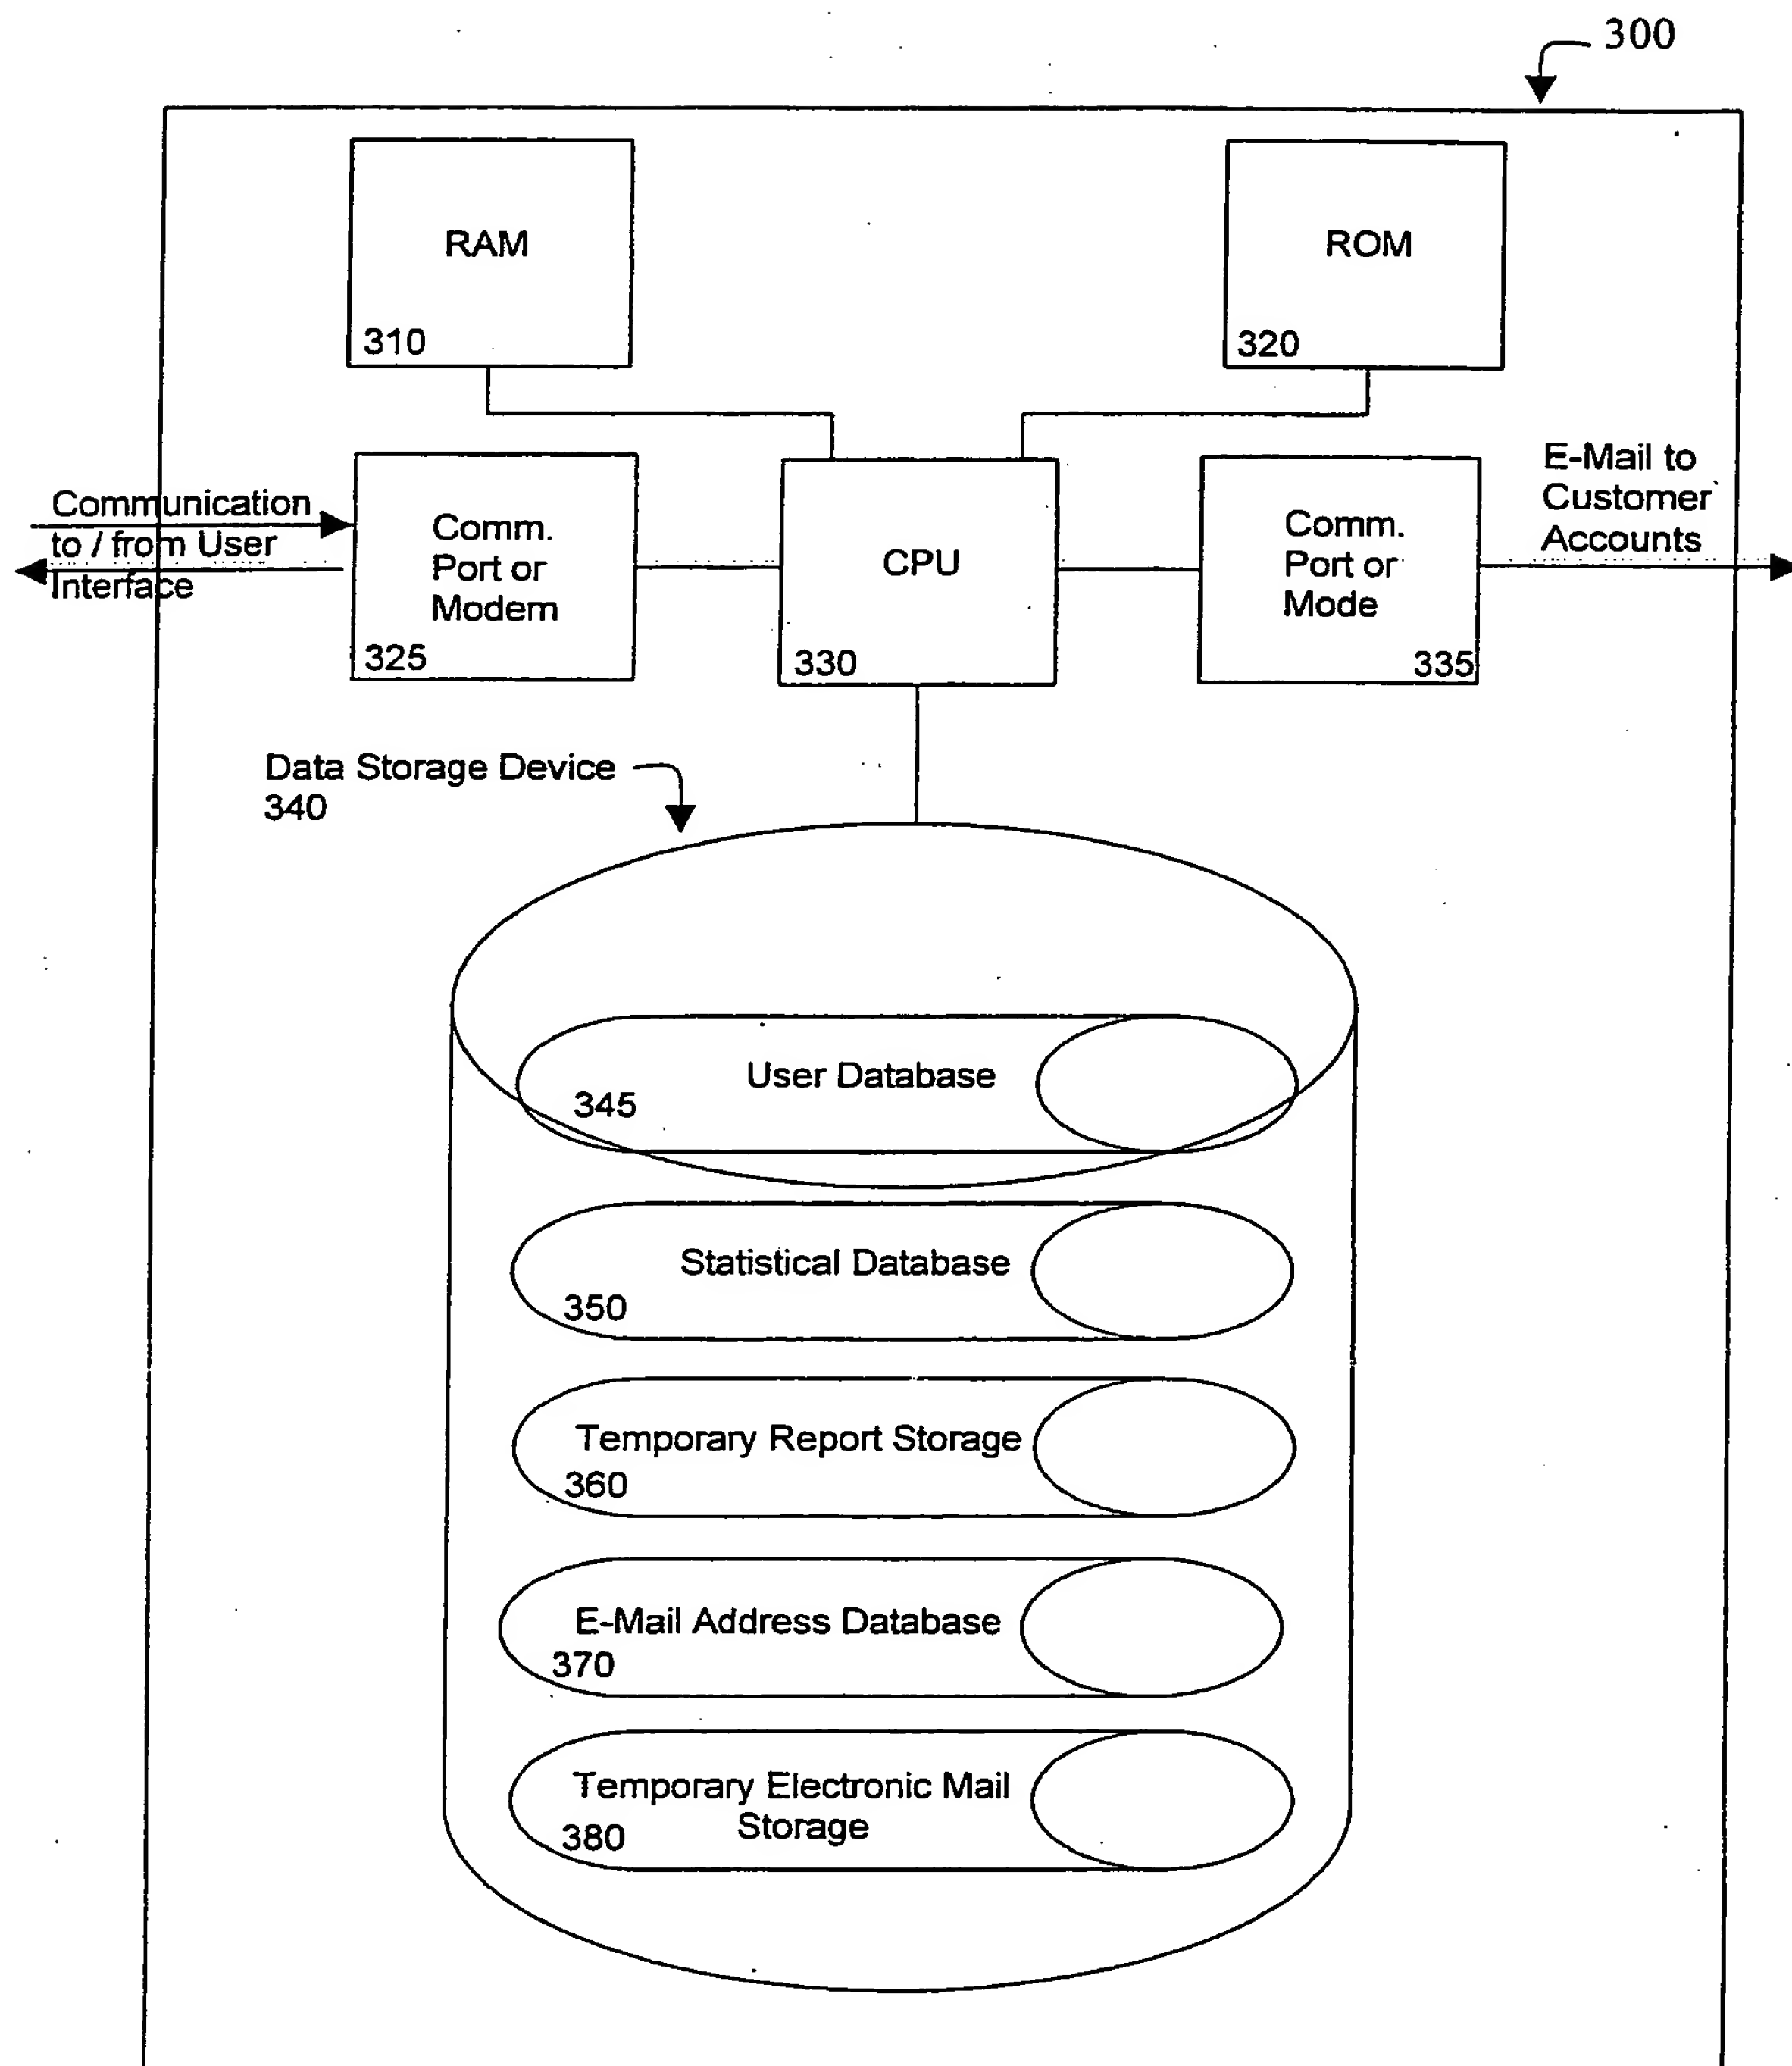 300
RAM
310
ROM
320
Communication
to / from User
Interface
Comm.
Port or
Modem
325
CPU
330
Comm.
Port or
Mode
335
E-Mail to
Customer
Accounts
Data Storage Device
340
User Database
345
Statistical Database
350
Temporary Report Storage
360
E-Mail Address Database
370
Temporary Electronic Mail
Storage
380